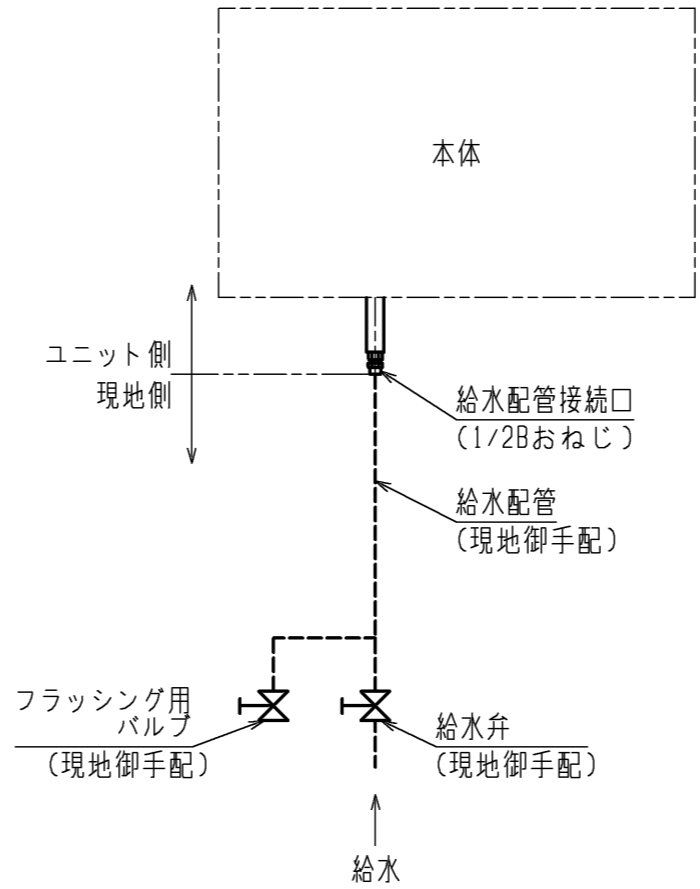 本体
ユニット側
現地側
給水配管接続口
(1/2Bおねじ)
給水配管
(現地御手配)
フラッシング用
バルブ
(現地御手配)
給水弁
(現地御手配)
給水